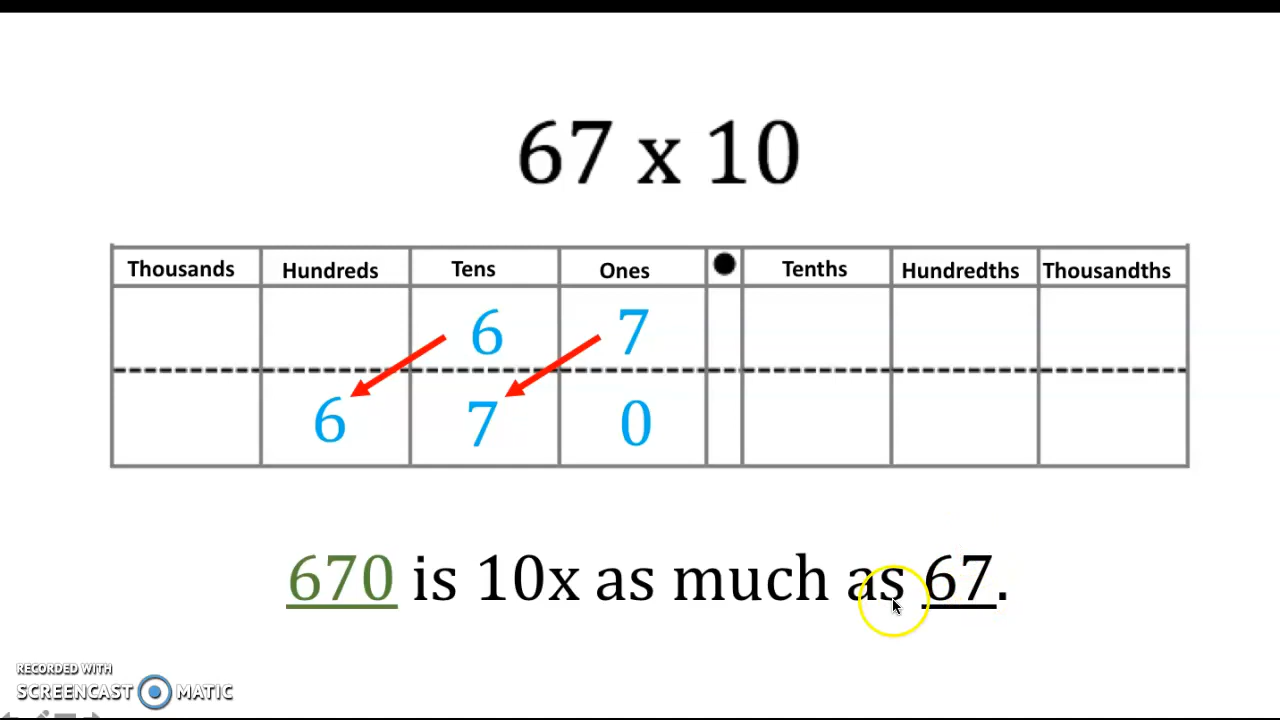 67 x 10
Thousands Hundreds Tens Ones Tenths Hundredths Thousandths
6 7
6 7 0
670 is 10x as much as 67.
RECORDED WITH
SCREENCAST MATIC